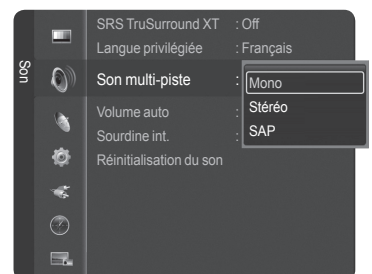 Son
SRS TruSurround XT : Off
Langue privilégiée : Français
Son multi-piste :
Mono
Stéréo
SAP
Volume auto :
Sourdine int. :
Réinitialisation du son